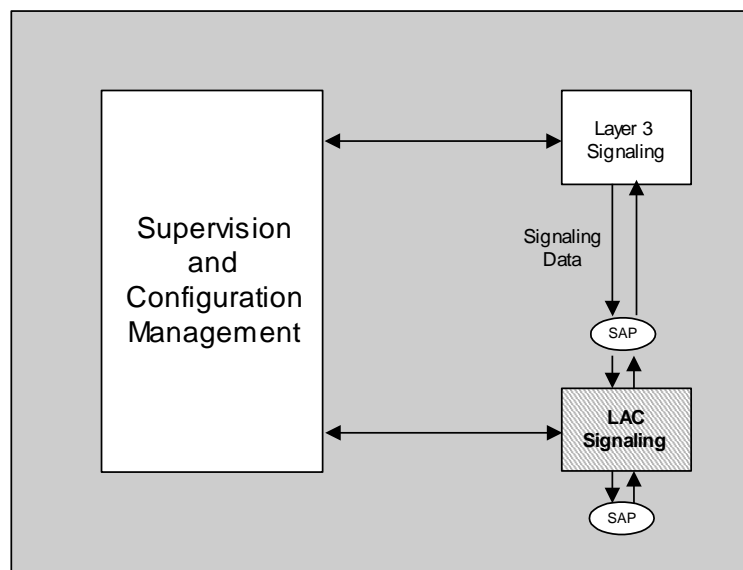 Layer 3
Signaling
Supervision
and
Configuration
Management
Signaling
Data
SAP
LAC
Signaling
SAP